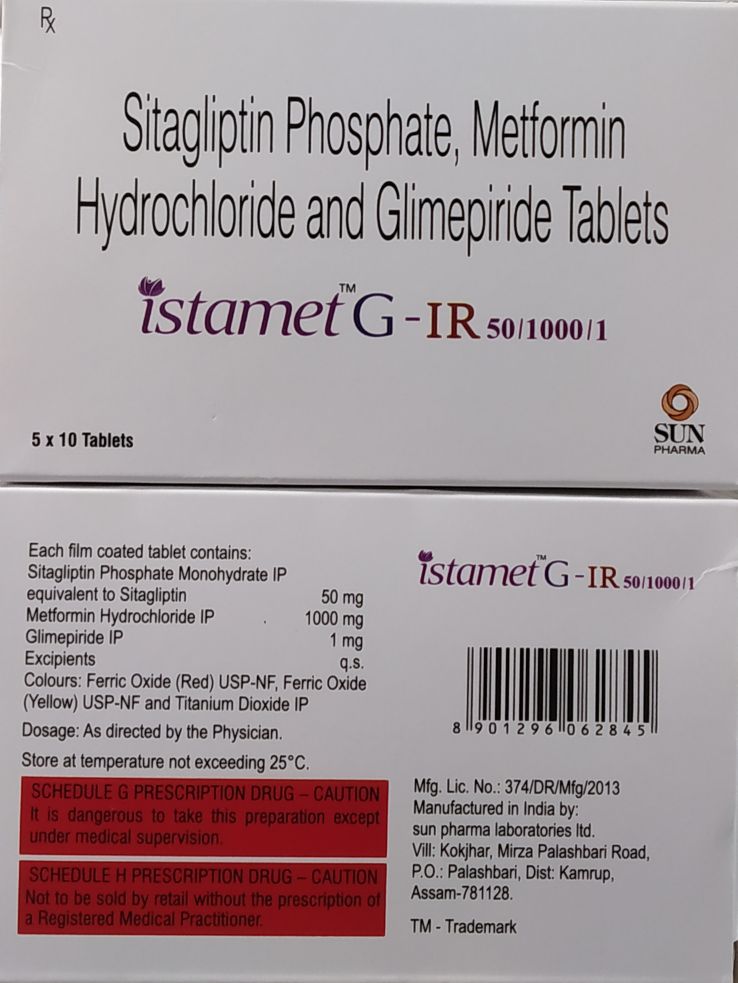 Rx
Sitagliptin Phosphate, Metformin
Hydrochloride and Glimepiride Tablets
istamet™ G-IR 50/1000/1
5 x 10 Tablets
SUN
PHARMA
Each film coated tablet contains:
Sitagliptin Phosphate Monohydrate IP
equivalent to Sitagliptin 50 mg
Metformin Hydrochloride IP 1000 mg
Glimepiride IP 1 mg
Excipients q.s.
Colours: Ferric Oxide (Red) USP-NF, Ferric Oxide
(Yellow) USP-NF and Titanium Dioxide IP
Dosage: As directed by the Physician.
Store at temperature not exceeding 25°C.
SCHEDULE G PRESCRIPTION DRUG – CAUTION
It is dangerous to take this preparation except
under medical supervision.
SCHEDULE H PRESCRIPTION DRUG – CAUTION
Not to be sold by retail without the prescription of
a Registered Medical Practitioner.
istamet™ G-IR 50/1000/1
8 901296 062845
Mfg. Lic. No.: 374/DR/Mfg/2013
Manufactured in India by:
sun pharma laboratories ltd.
Vill: Kokjhar, Mirza Palashbari Road,
P.O.: Palashbari, Dist: Kamrup,
Assam-781128.
TM - Trademark